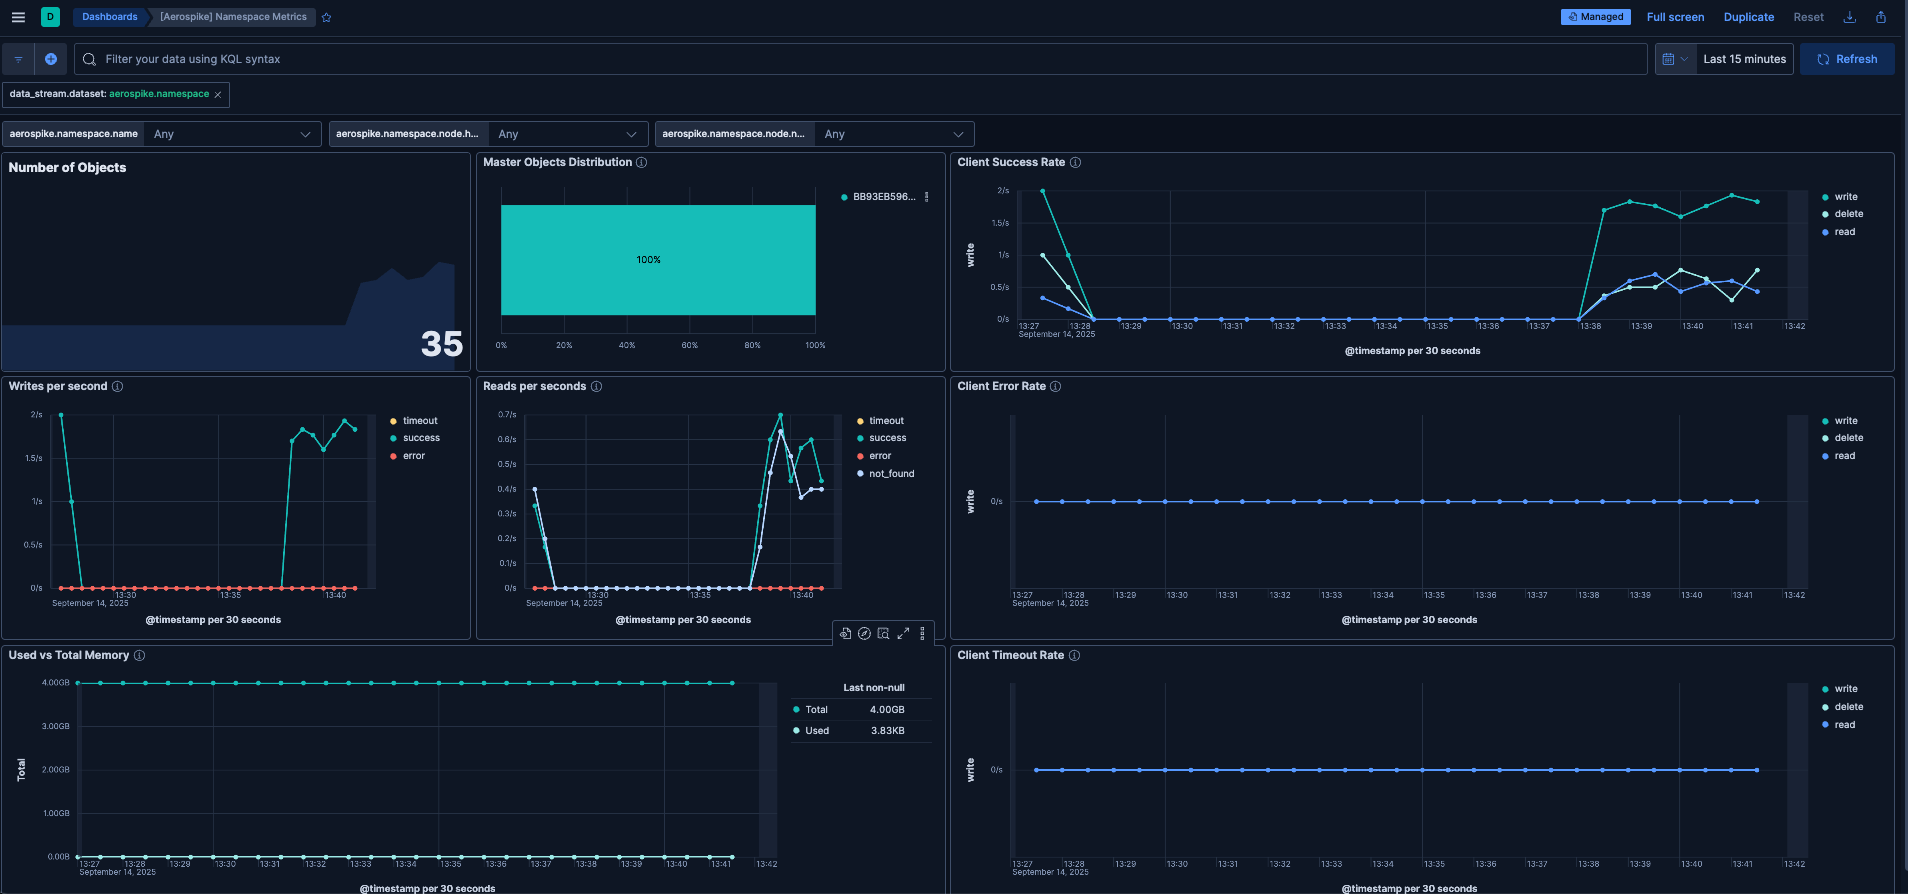 D Dashboards [Aerospike] Namespace Metrics Managed Full screen Duplicate Reset
Filter your data using KQL syntax Last 15 minutes Refresh
data_stream.dataset: aerospike.namespace ×
aerospike.namespace.name Any aerospike.namespace.node.h... Any aerospike.namespace.node.n... Any
Number of Objects
35
Master Objects Distribution
BB93EB596...
100%
0% 20% 40% 60% 80% 100%
Client Success Rate
write
2/s
1.5/s
1/s
0.5/s
0/s
13:27 13:28 13:29 13:30 13:31 13:32 13:33 13:34 13:35 13:36 13:37 13:38 13:39 13:40 13:41 13:42
September 14, 2025
@timestamp per 30 seconds
write
delete
read
Writes per second
2/s
1.5/s
1/s
0.5/s
0/s
13:30 13:35 13:40
September 14, 2025
@timestamp per 30 seconds
timeout
success
error
Reads per seconds
0.7/s
0.6/s
0.5/s
0.4/s
0.3/s
0.2/s
0.1/s
0/s
13:30 13:35 13:40
September 14, 2025
@timestamp per 30 seconds
timeout
success
error
not_found
Client Error Rate
write
0/s
13:27 13:28 13:29 13:30 13:31 13:32 13:33 13:34 13:35 13:36 13:37 13:38 13:39 13:40 13:41 13:42
September 14, 2025
@timestamp per 30 seconds
write
delete
read
Used vs Total Memory
Total
4.00GB
3.00GB
2.00GB
1.00GB
0.00B
13:27 13:28 13:29 13:30 13:31 13:32 13:33 13:34 13:35 13:36 13:37 13:38 13:39 13:40 13:41 13:42
September 14, 2025
@timestamp per 30 seconds
Last non-null
Total 4.00GB
Used 3.83KB
Client Timeout Rate
write
0/s
13:27 13:28 13:29 13:30 13:31 13:32 13:33 13:34 13:35 13:36 13:37 13:38 13:39 13:40 13:41 13:42
September 14, 2025
@timestamp per 30 seconds
write
delete
read